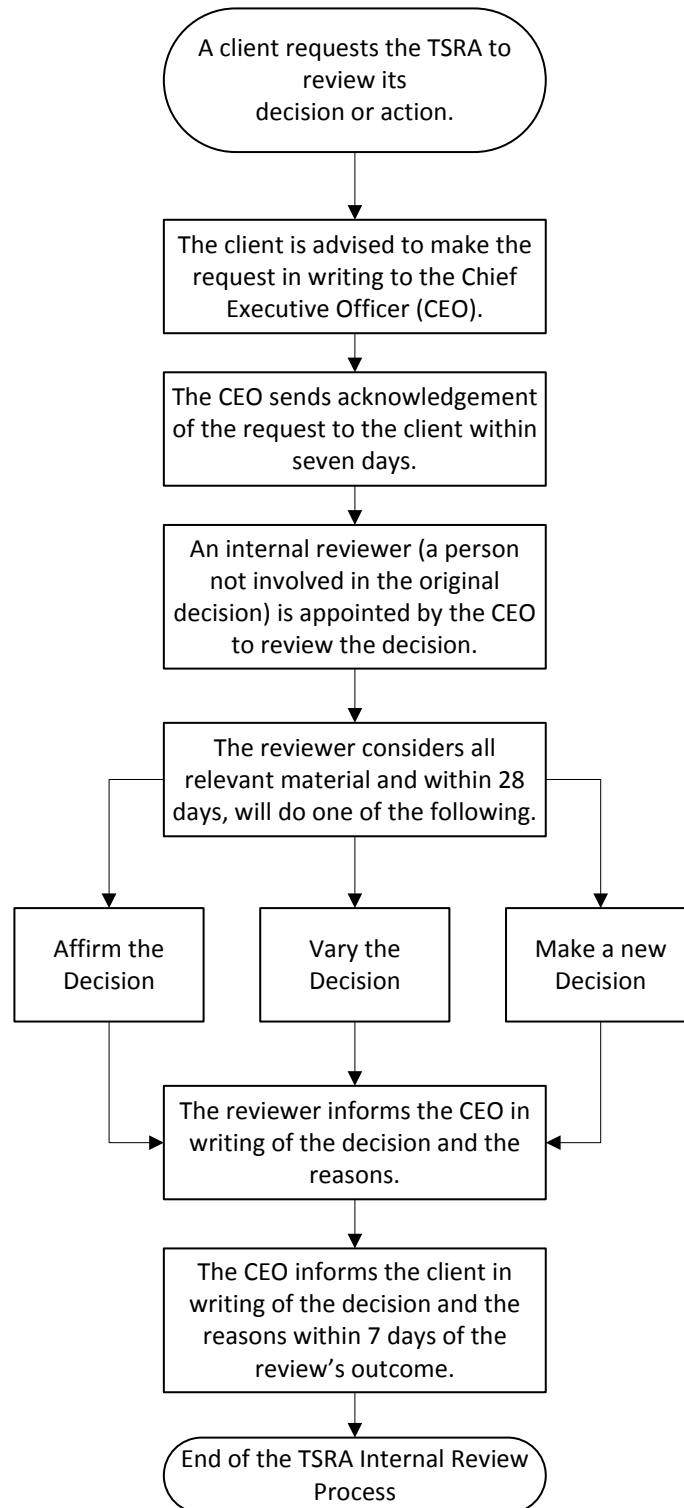 A client requests the TSRA to
review its
decision or action.
The client is advised to make the
request in writing to the Chief
Executive Officer (CEO).
The CEO sends acknowledgement
of the request to the client within
seven days.
An internal reviewer (a person
not involved in the original
decision) is appointed by the CEO
to review the decision.
The reviewer considers all
relevant material and within 28
days, will do one of the following.
Affirm the
Decision
Vary the
Decision
Make a new
Decision
The reviewer informs the CEO in
writing of the decision and the
reasons.
The CEO informs the client in
writing of the decision and the
reasons within 7 days of the
review’s outcome.
End of the TSRA Internal Review
Process